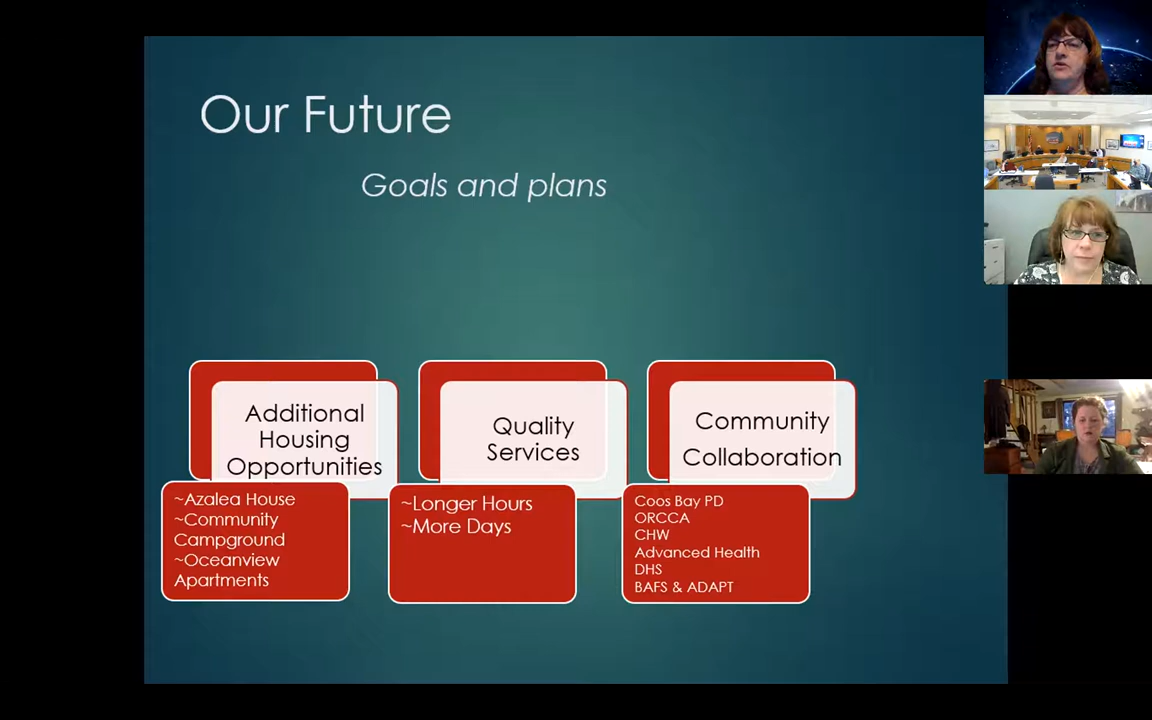 Our Future
Goals and plans
Additional
Housing
Opportunities
~Azalea House
~Community
Campground
~Oceanview
Apartments
Quality
Services
~Longer Hours
~More Days
Community
Collaboration
Coos Bay PD
ORCCA
CHW
Advanced Health
DHS
BAFS & ADAPT